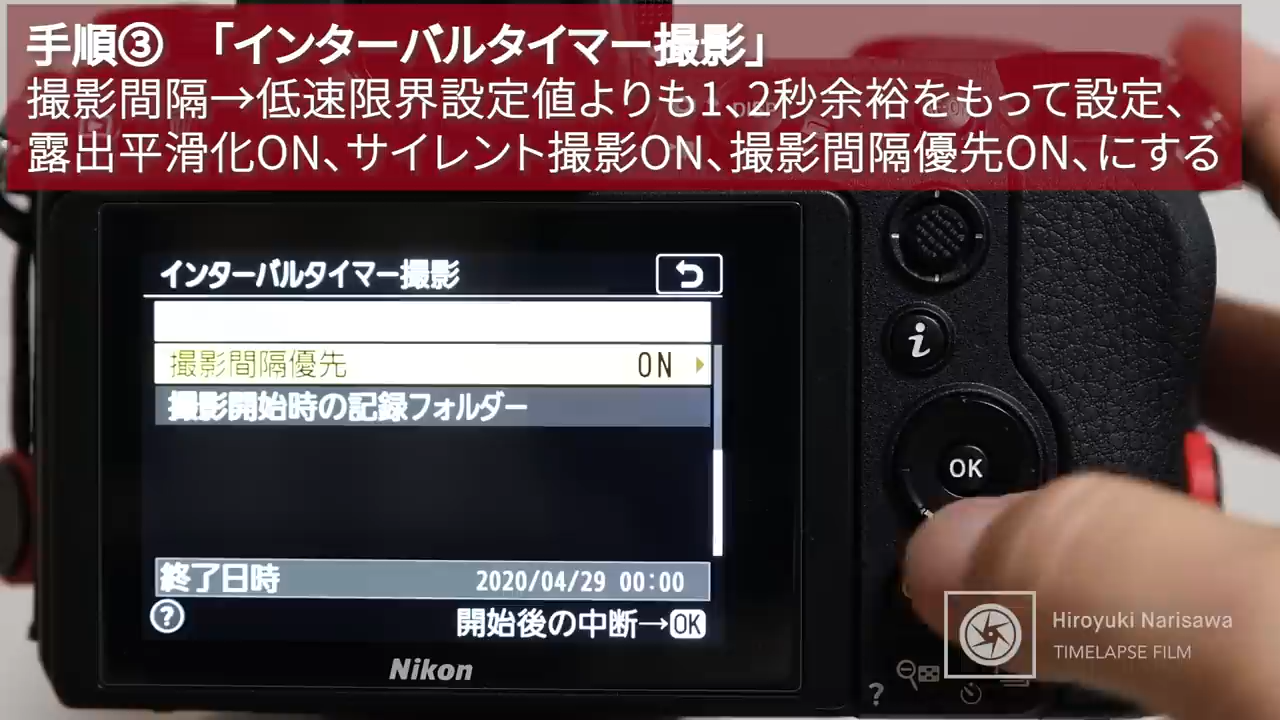 手順③ 「インターバルタイマー撮影」
撮影間隔→低速限界設定値よりも1、2秒余裕をもって設定、
露出平滑化ON、サイレント撮影ON、撮影間隔優先ON、にする
インターバルタイマー撮影
撮影間隔優先 ON
撮影開始時の記録フォルダー
終了日時 2020/04/29 00:00
? 開始後の中断→OK
Nikon
i
OK
?
Hiroyuki Narisawa
TIMELAPSE FILM